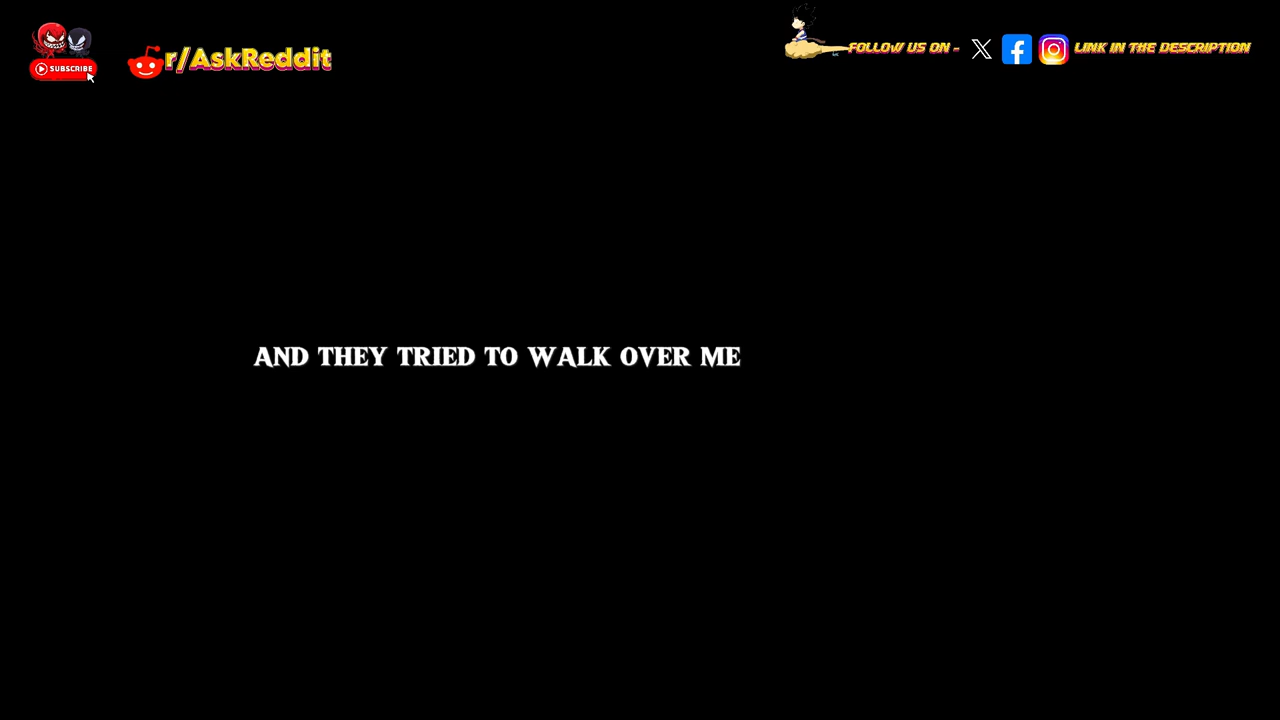 SUBSCRIBE
r/AskReddit
FOLLOW US ON -
LINK IN THE DESCRIPTION
AND THEY TRIED TO WALK OVER ME